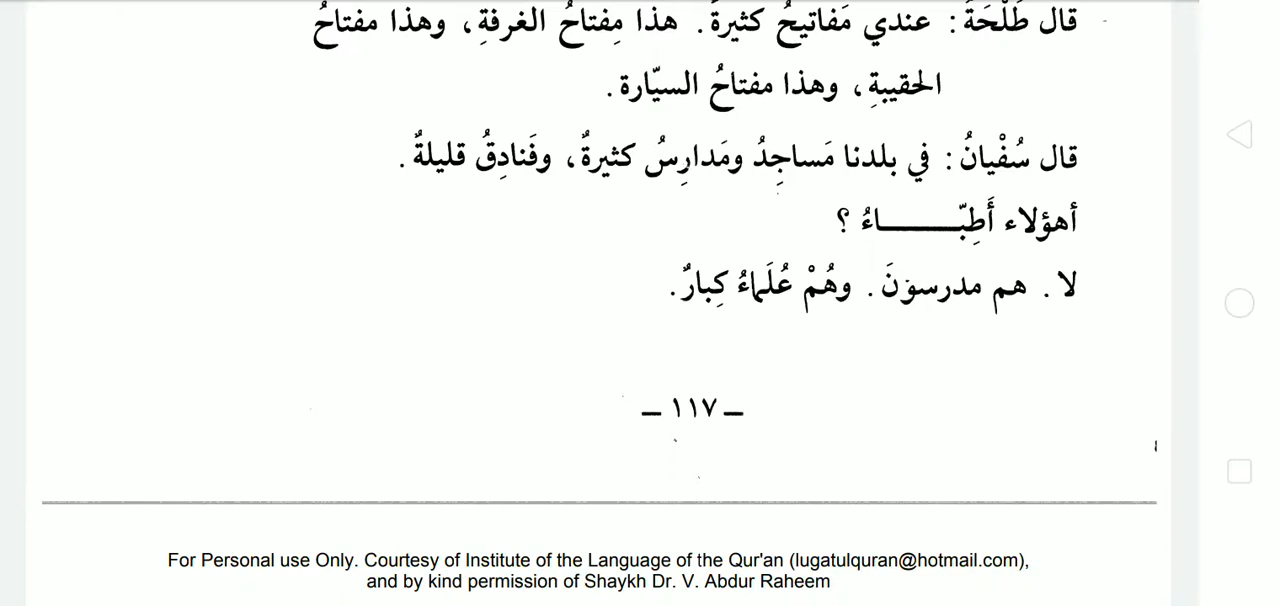 قال طَلْحَةُ : عندي مَفاتيحُ كثيرةٌ . هذا مِفتاحُ الغرفةِ ، وهذا مفتاحُ
الحقيبةِ ، وهذا مفتاحُ السيّارة .
قال سُفْيانُ : في بلدنا مَساجِدُ ومَدارِسُ كثيرةٌ ، وفَنادِقُ قليلةٌ .
أهؤلاء أَطِبّـــــــاءُ ؟
لا . هم مدرسوْنَ . وهُمْ عُلَماءُ كِبارٌ .
– ١١٧ –
For Personal use Only. Courtesy of Institute of the Language of the Qur'an (lugatulquran@hotmail.com),
and by kind permission of Shaykh Dr. V. Abdur Raheem